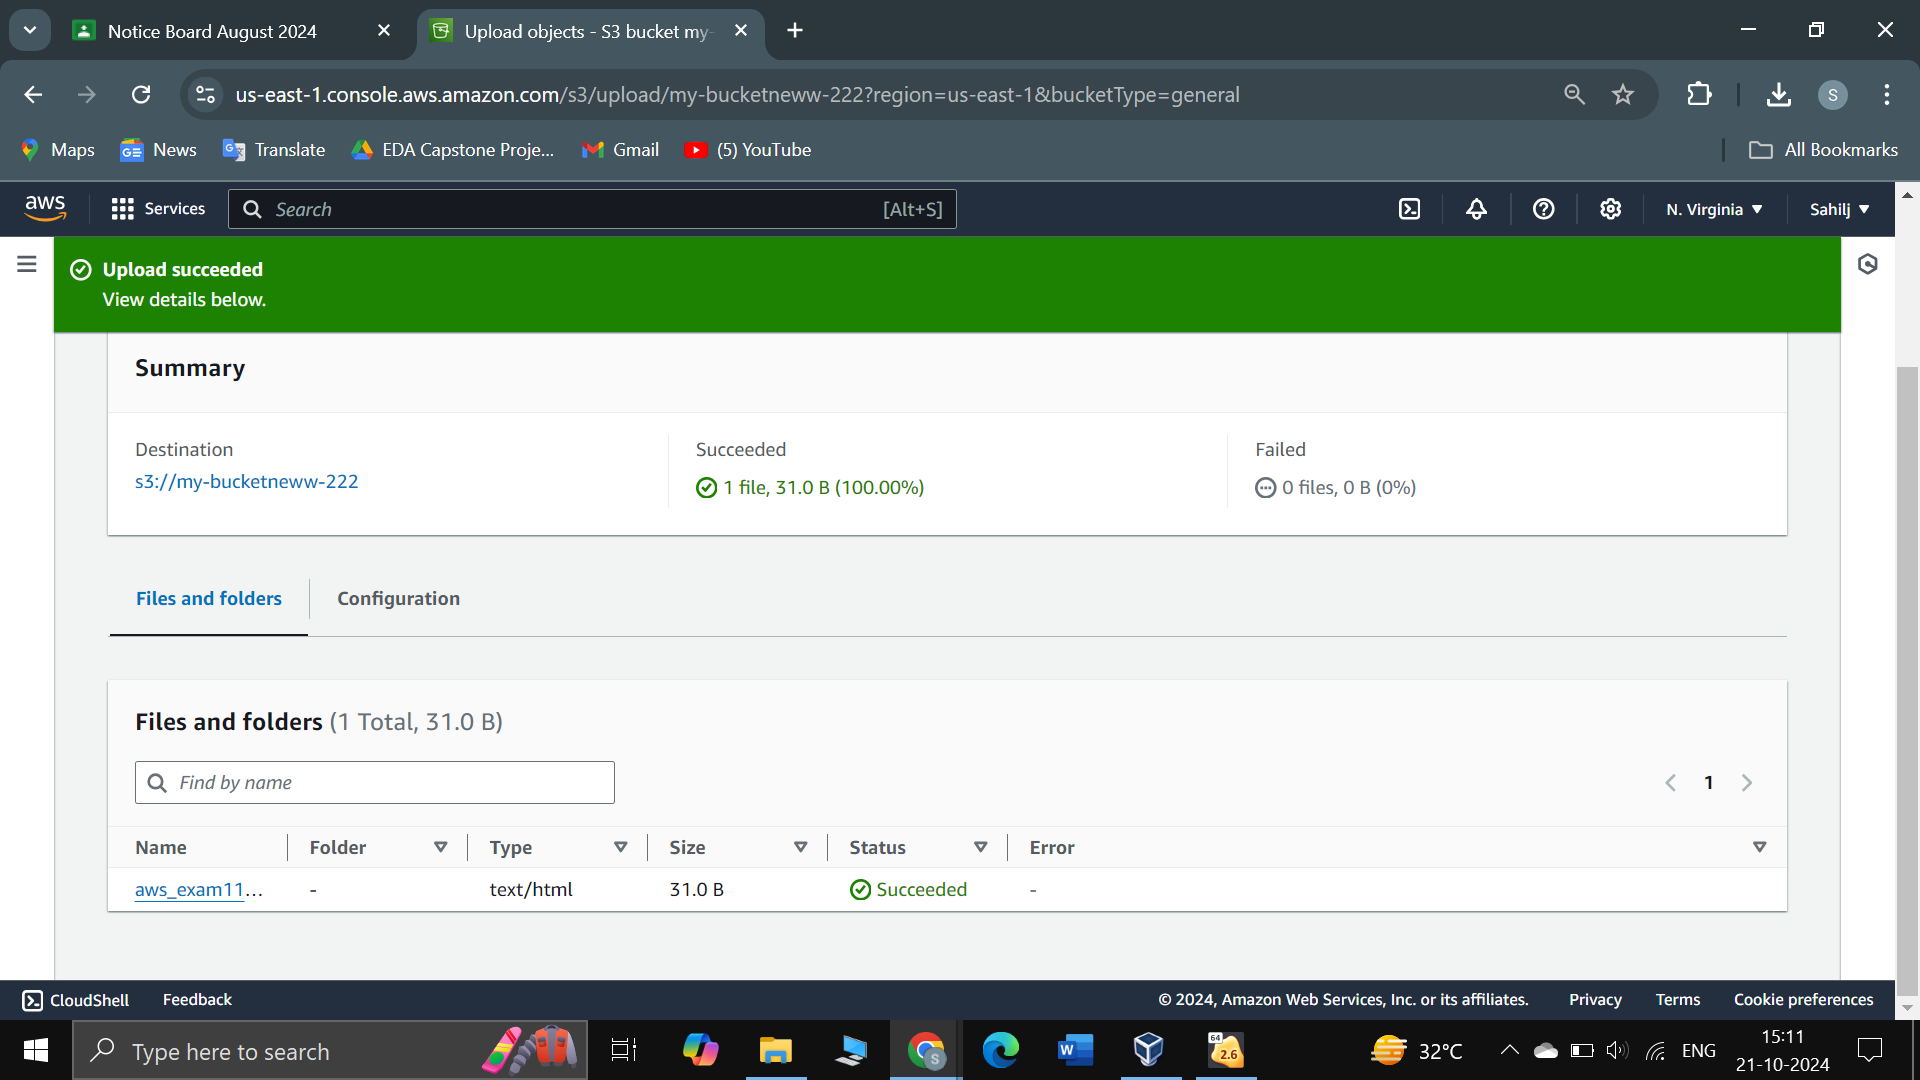 Notice Board August 2024
Upload objects - S3 bucket my-
us-east-1.console.aws.amazon.com/s3/upload/my-bucketneww-222?region=us-east-1&bucketType=general
S
Maps
News
Translate
EDA Capstone Proje...
Gmail
(5) YouTube
All Bookmarks
aws
Services
Search
[Alt+S]
N. Virginia
Sahilj
Upload succeeded
View details below.
Summary
Destination
s3://my-bucketneww-222
Succeeded
1 file, 31.0 B (100.00%)
Failed
0 files, 0 B (0%)
Files and folders
Configuration
Files and folders (1 Total, 31.0 B)
Find by name
1
Name Folder Type Size Status Error
aws_exam11... - text/html 31.0 B Succeeded -
CloudShell
Feedback
© 2024, Amazon Web Services, Inc. or its affiliates.
Privacy
Terms
Cookie preferences
Type here to search
S
W
64
2.6
32°C
ENG
15:11
21-10-2024